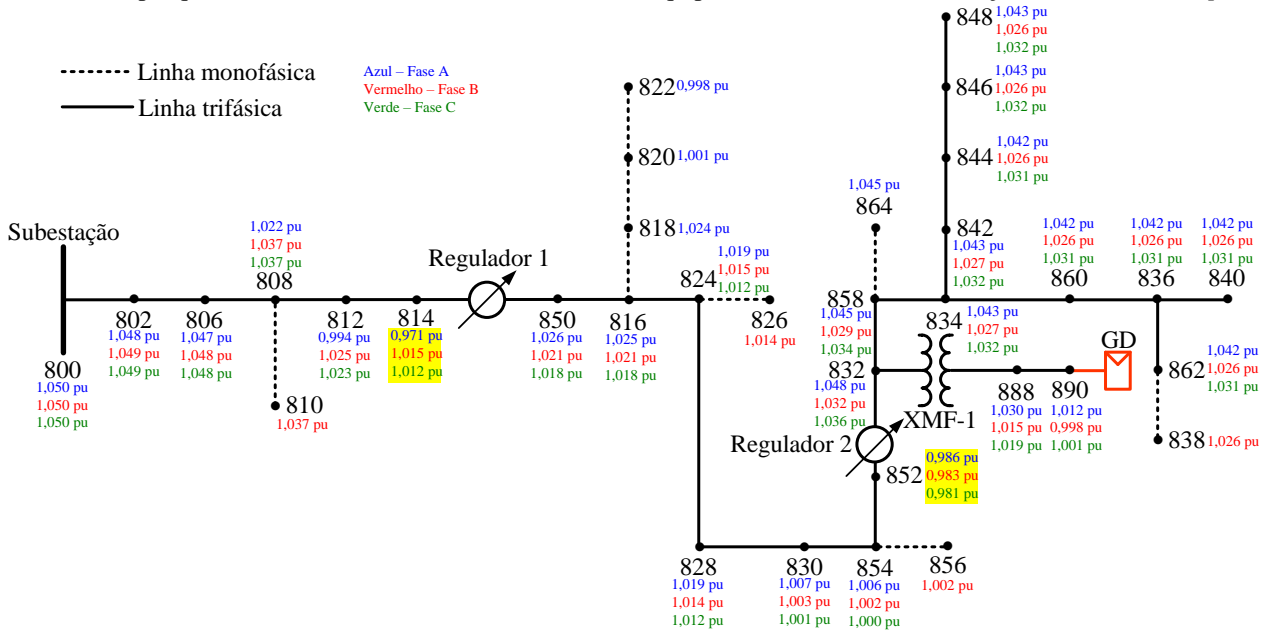 Linha monofásica
Linha trifásica
Azul – Fase A
Vermelho – Fase B
Verde – Fase C
Subestação
800
1,050 pu
1,050 pu
1,050 pu
802
1,048 pu
1,049 pu
1,049 pu
806
1,047 pu
1,048 pu
1,048 pu
1,022 pu
1,037 pu
1,037 pu
808
810
1,037 pu
812
0,994 pu
1,025 pu
1,023 pu
814
0,971 pu
1,015 pu
1,012 pu
Regulador 1
850
1,026 pu
1,021 pu
1,018 pu
816
1,025 pu
1,021 pu
1,018 pu
822 0,998 pu
820 1,001 pu
818 1,024 pu
824
1,019 pu
1,015 pu
1,012 pu
826
1,014 pu
828
1,019 pu
1,014 pu
1,012 pu
830
1,007 pu
1,003 pu
1,001 pu
854
1,006 pu
1,002 pu
1,000 pu
856
1,002 pu
852
0,986 pu
0,983 pu
0,981 pu
Regulador 2
832
1,048 pu
1,032 pu
1,036 pu
XMF-1
858
1,045 pu
1,029 pu
1,034 pu
1,045 pu
864
834
1,043 pu
1,027 pu
1,032 pu
842
1,043 pu
1,027 pu
1,032 pu
844
1,042 pu
1,026 pu
1,031 pu
846
1,043 pu
1,026 pu
1,032 pu
848
1,043 pu
1,026 pu
1,032 pu
1,042 pu
1,026 pu
1,031 pu
860
1,042 pu
1,026 pu
1,031 pu
836
1,042 pu
1,026 pu
1,031 pu
840
888
1,030 pu
1,015 pu
1,019 pu
890
1,012 pu
0,998 pu
1,001 pu
GD
862
1,042 pu
1,026 pu
1,031 pu
838 1,026 pu